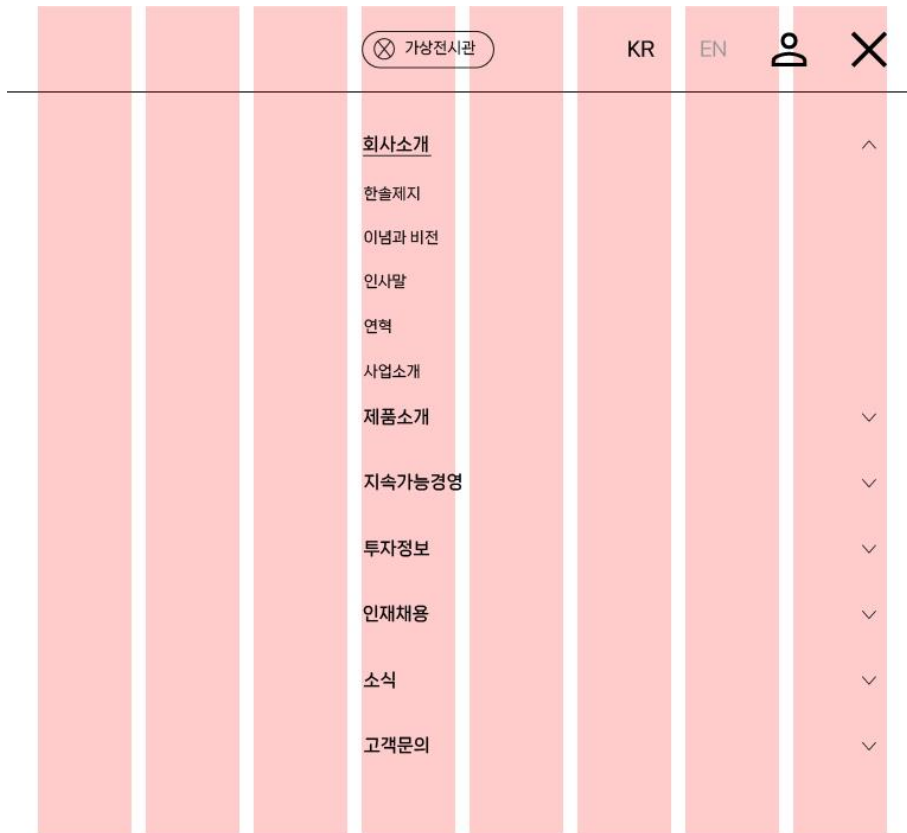 가상전시관 KR EN
회사소개
한솔제지
이념과 비전
인사말
연혁
사업소개
제품소개
지속가능경영
투자정보
인재채용
소식
고객문의